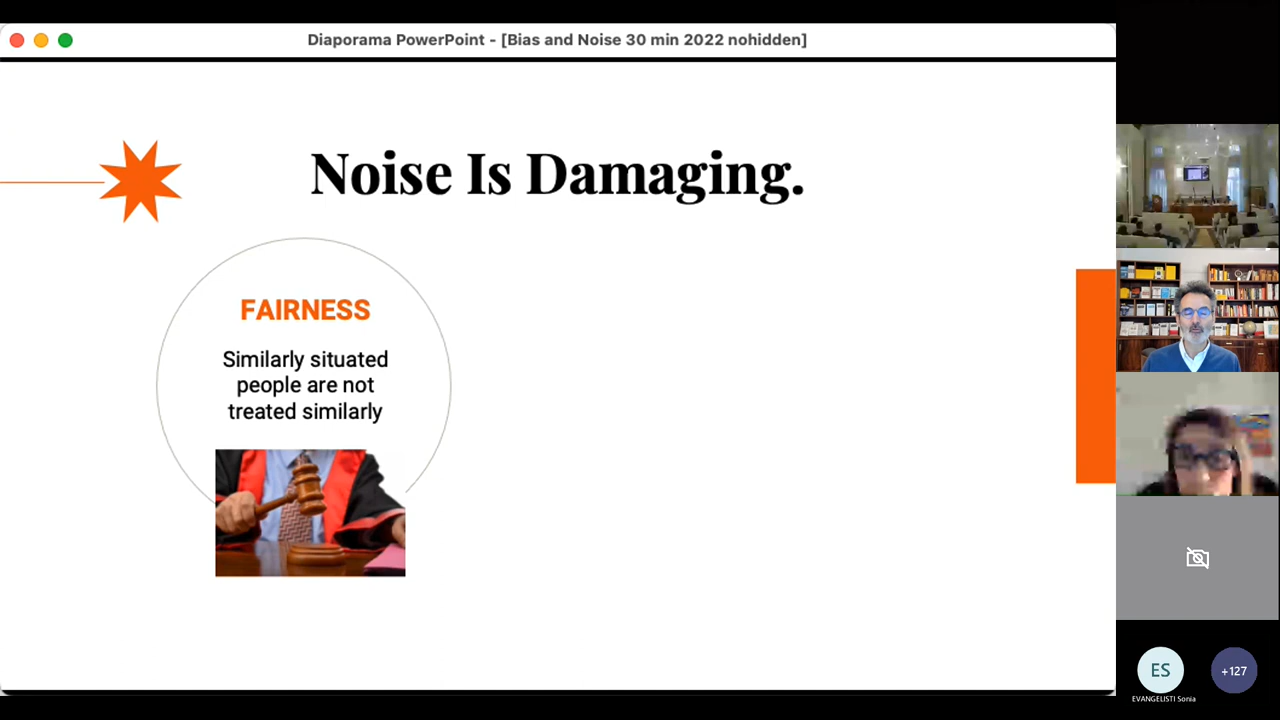 Diaporama PowerPoint - [Bias and Noise 30 min 2022 nohidden]
Noise Is Damaging.
FAIRNESS
Similarly situated
people are not
treated similarly
ES
+127
EVANGELISTI Sonia